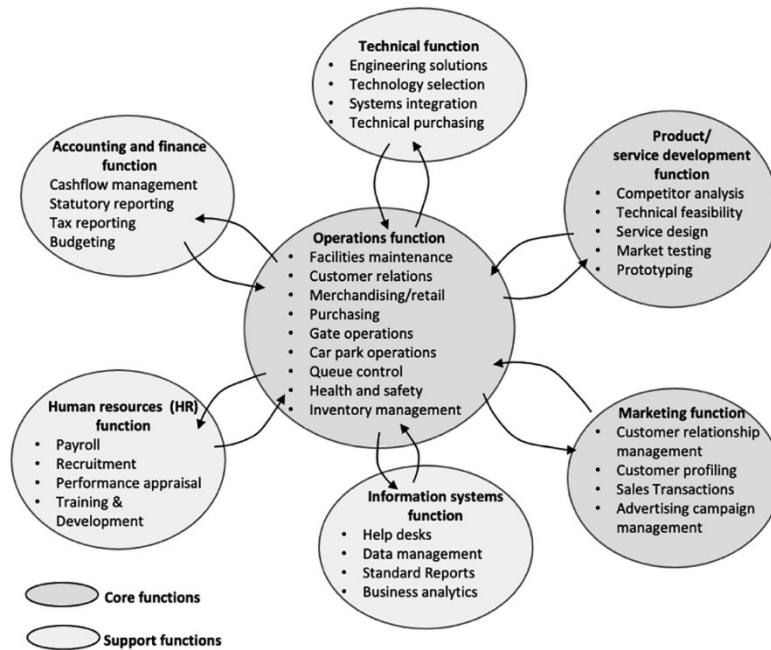 Technical function
• Engineering solutions
• Technology selection
• Systems integration
• Technical purchasing
Accounting and finance
function
Cashflow management
Statutory reporting
Tax reporting
Budgeting
Product/
service development
function
• Competitor analysis
• Technical feasibility
• Service design
• Market testing
• Prototyping
Operations function
• Facilities maintenance
• Customer relations
• Merchandising/retail
• Purchasing
• Gate operations
• Car park operations
• Queue control
• Health and safety
• Inventory management
Human resources (HR)
function
• Payroll
• Recruitment
• Performance appraisal
• Training &
Development
Marketing function
• Customer relationship
management
• Customer profiling
• Sales Transactions
• Advertising campaign
management
Information systems
function
• Help desks
• Data management
• Standard Reports
• Business analytics
Core functions
Support functions